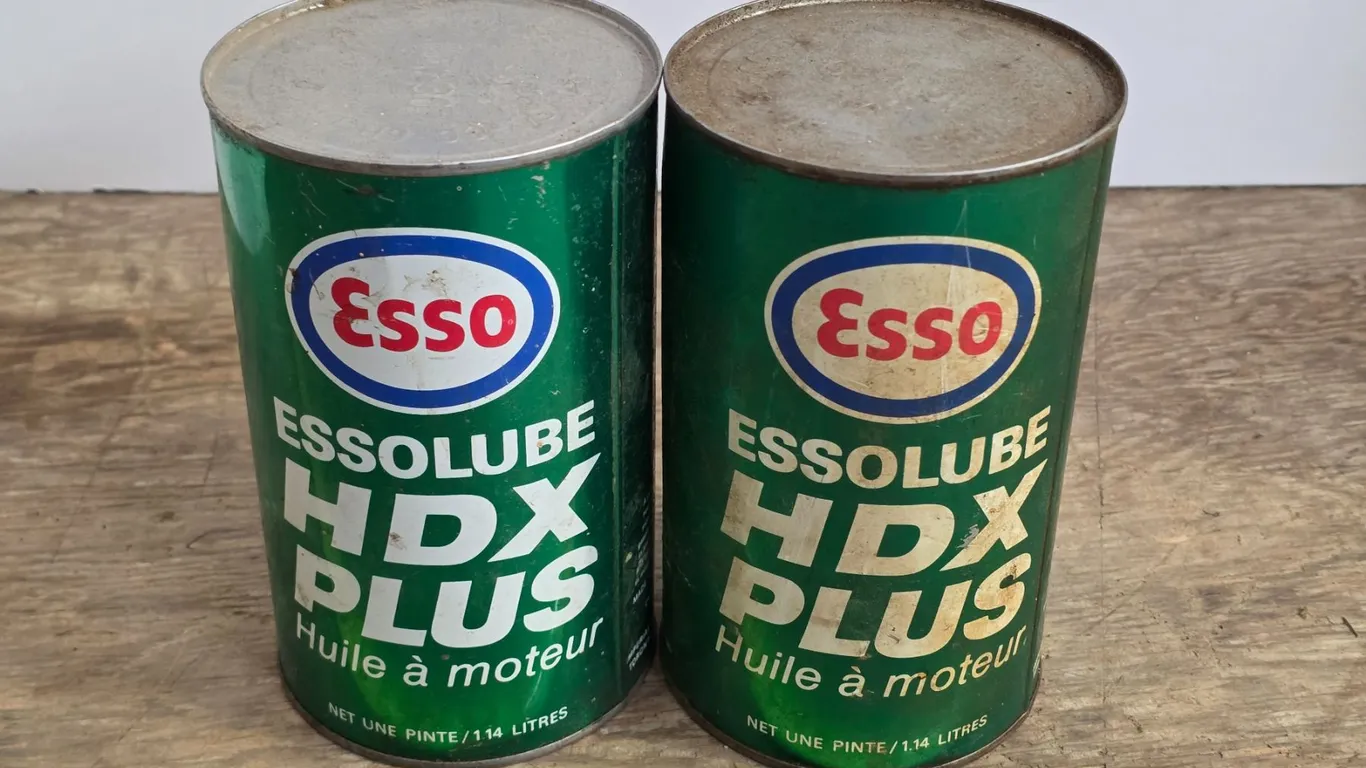 Esso
ESSOLUBE
HDX
PLUS
Huile à moteur
NET UNE PINTE/1.14 LITRES
Esso
ESSOLUBE
HDX
PLUS
Huile à moteur
NET UNE PINTE/1.14 LITRES